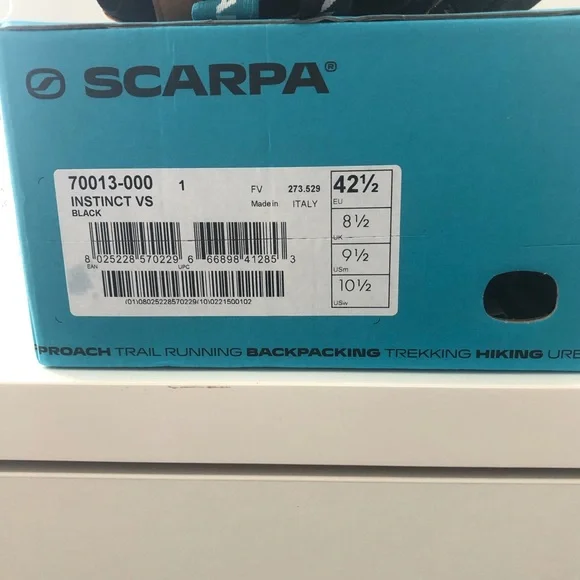 SCARPA®
70013-000 1 FV 273.529
INSTINCT VS Made in ITALY
BLACK
42½
EU
8½
UK
9½
USm
10½
USw
8 025228 570229 6 66698 41285 3
EAN UPC
(01)08025228570229(10)0221500102
PROACH TRAIL RUNNING BACKPACKING TREKKING HIKING URB